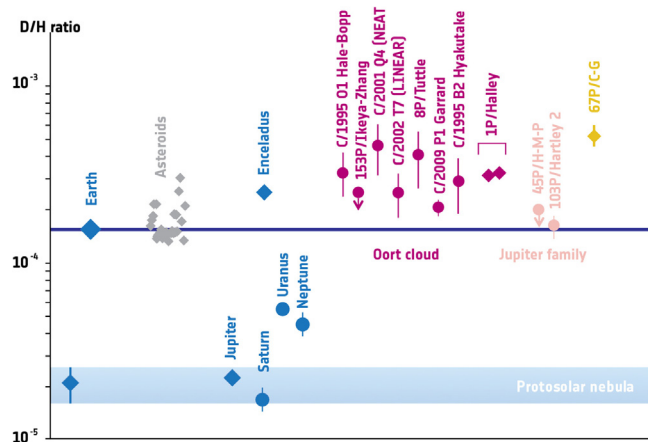 D/H ratio
10-3
10-4
10-5
Earth
Asteroids
Enceladus
C/1995 O1 Hale-Bopp
153P/Ikeya-Zhang
C/2001 Q4 (NEAT
C/2002 T7 (LINEAR)
8P/Tuttle
C/2009 P1 Garrard
C/1995 B2 Hyakutake
1P/Halley
45P/H-M-P
103P/Hartley 2
67P/C-G
Oort cloud
Jupiter family
Jupiter
Saturn
Uranus
Neptune
Protosolar nebula